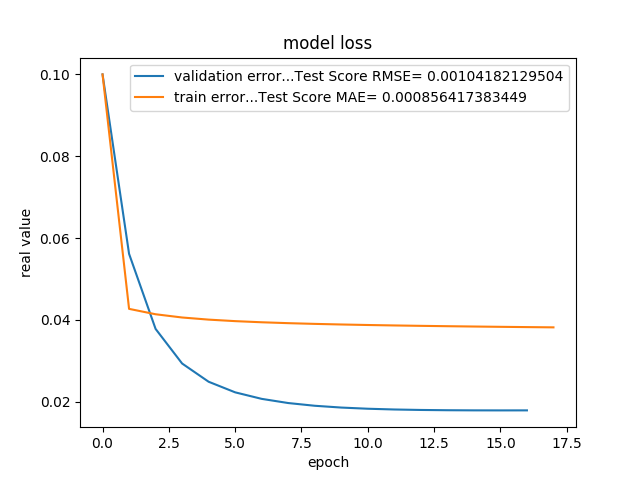 model loss
validation error...Test Score RMSE= 0.00104182129504
train error...Test Score MAE= 0.000856417383449
0.10
0.08
0.06
0.04
0.02
real value
0.0 2.5 5.0 7.5 10.0 12.5 15.0 17.5
epoch